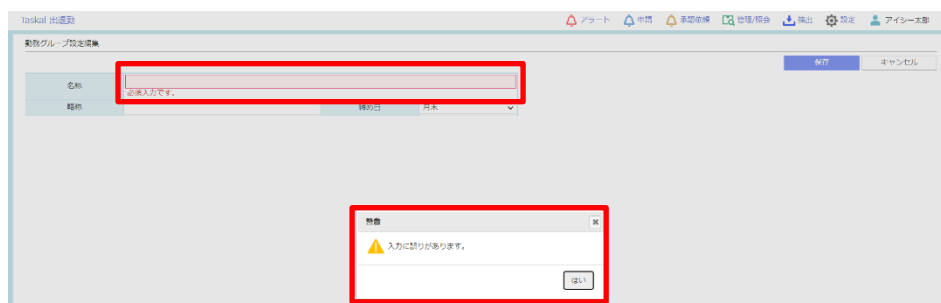 Taskal 出退勤
アラート 申請 承認依頼 管理/照会 抽出 設定 アイシー太郎
勤務グループ設定編集
保存 キャンセル
名称
必須入力です。
略称 締め日 月末
警告
入力に誤りがあります。
はい